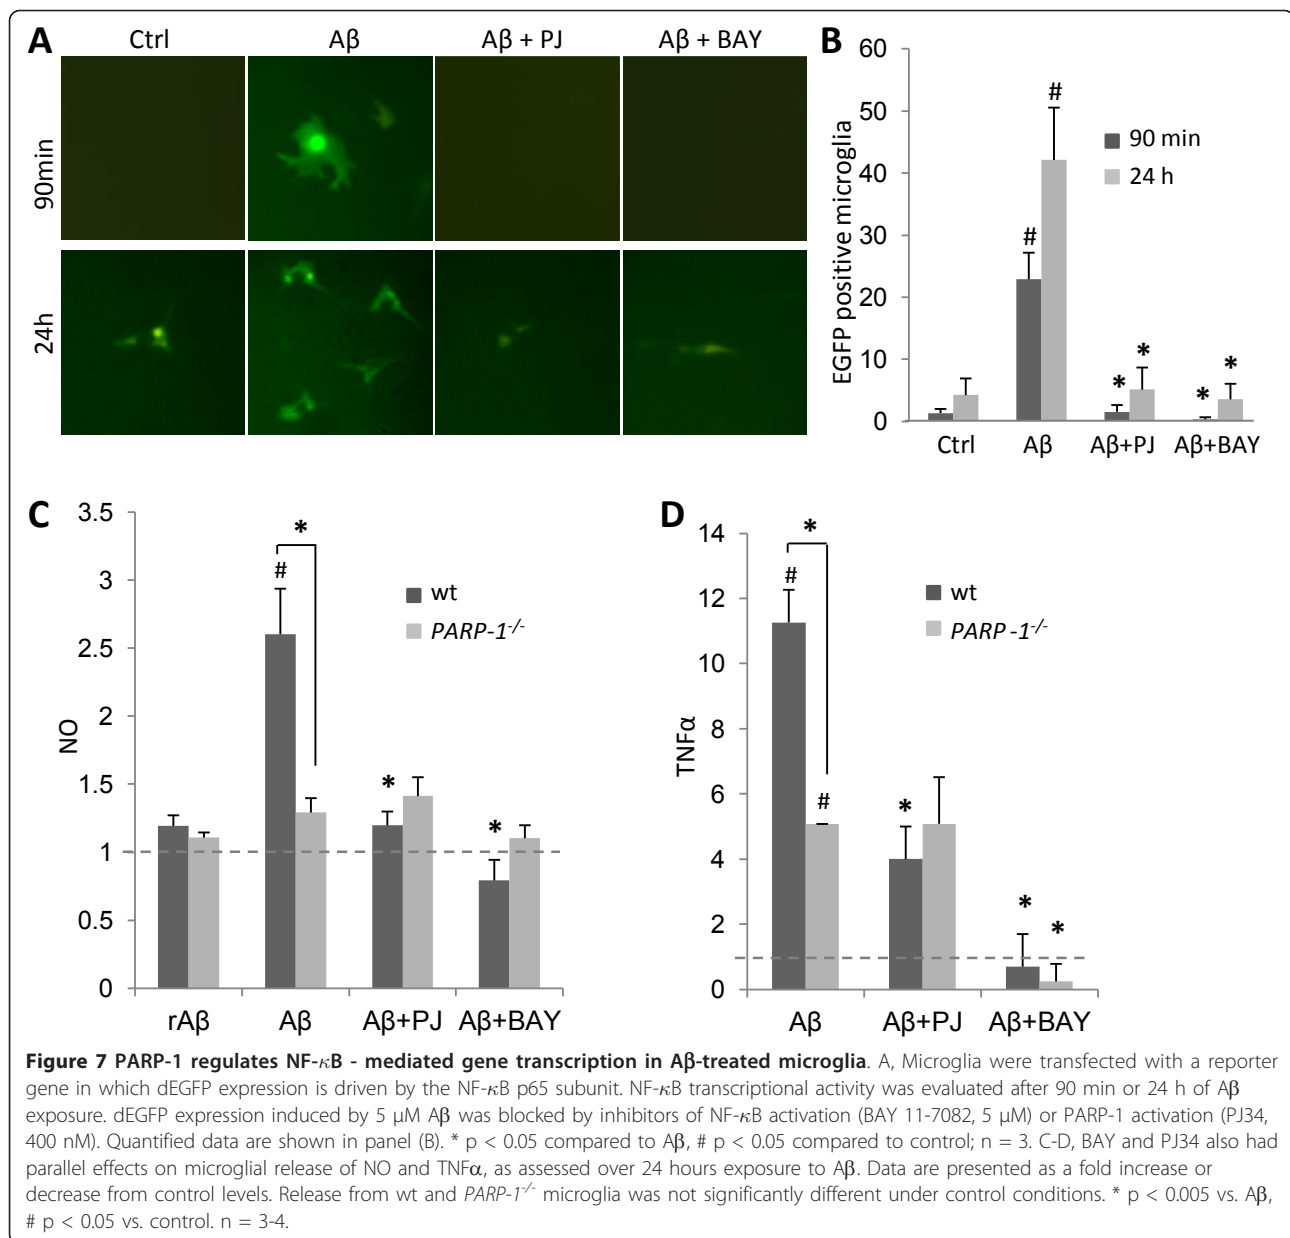 A
Ctrl
Aβ
Aβ + PJ
Aβ + BAY
90min
24h
B
60
50
40
30
20
10
0
EGFP positive microglia
#
#
*
*
*
*
90 min
24 h
Ctrl
Aβ
Aβ+PJ
Aβ+BAY
C
3.5
3
2.5
2
1.5
1
0.5
0
NO
*
#
*
*
wt
PARP-1-/-
rAβ
Aβ
Aβ+PJ
Aβ+BAY
D
14
12
10
8
6
4
2
0
TNFα
*
#
#
*
*
*
wt
PARP-1-/-
Aβ
Aβ+PJ
Aβ+BAY
Figure 7 PARP-1 regulates NF-κB - mediated gene transcription in Aβ-treated microglia. A, Microglia were transfected with a reporter
gene in which dEGFP expression is driven by the NF-κB p65 subunit. NF-κB transcriptional activity was evaluated after 90 min or 24 h of Aβ
exposure. dEGFP expression induced by 5 μM Aβ was blocked by inhibitors of NF-κB activation (BAY 11-7082, 5 μM) or PARP-1 activation (PJ34,
400 nM). Quantified data are shown in panel (B). * p < 0.05 compared to Aβ, # p < 0.05 compared to control; n = 3. C-D, BAY and PJ34 also had
parallel effects on microglial release of NO and TNFα, as assessed over 24 hours exposure to Aβ. Data are presented as a fold increase or
decrease from control levels. Release from wt and PARP-1-/- microglia was not significantly different under control conditions. * p < 0.005 vs. Aβ,
# p < 0.05 vs. control. n = 3-4.